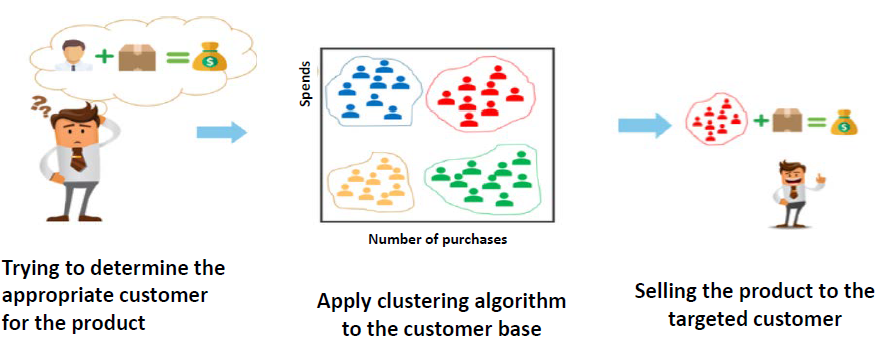 ??
$
Trying to determine the
appropriate customer
for the product
Spends
Number of purchases
Apply clustering algorithm
to the customer base
$
Selling the product to the
targeted customer